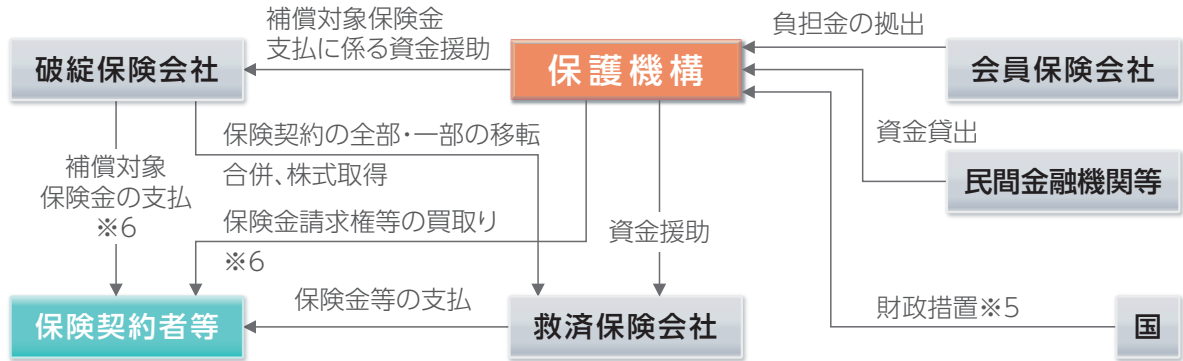 補償対象保険金
支払に係る資金援助
負担金の拠出
破綻保険会社
保護機構
会員保険会社
保険契約の全部・一部の移転
合併、株式取得
資金貸出
補償対象
保険金の支払
※6
民間金融機関等
保険金請求権等の買取り
※6
資金援助
保険金等の支払
財政措置※5
保険契約者等
救済保険会社
国